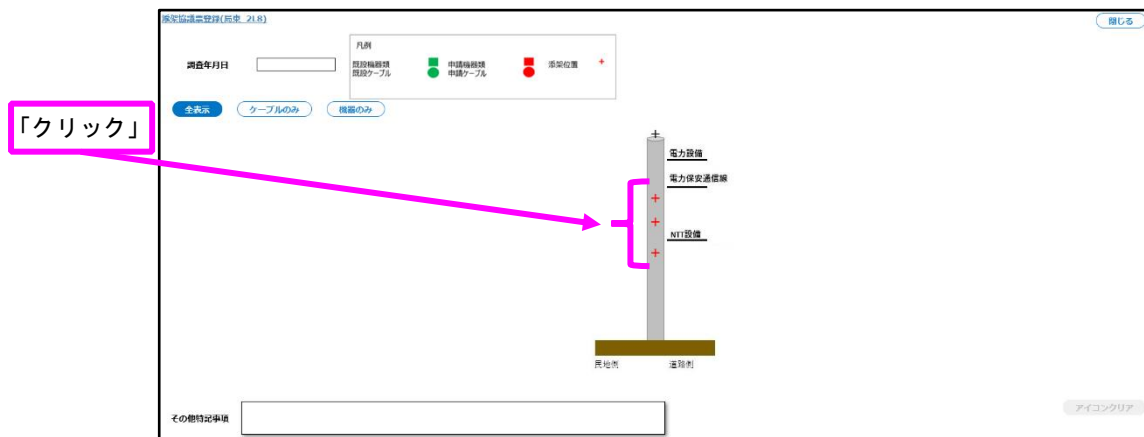 添架協議票登録(局東 2L8)
閉じる
凡例
調査年月日
既設機器類 申請機器類 添架位置 +
既設ケーブル 申請ケーブル
全表示 ケーブルのみ 機器のみ
「クリック」
電力設備
電力保安通信線
NTT設備
民地側 道路側
アイコンクリア
その他特記事項